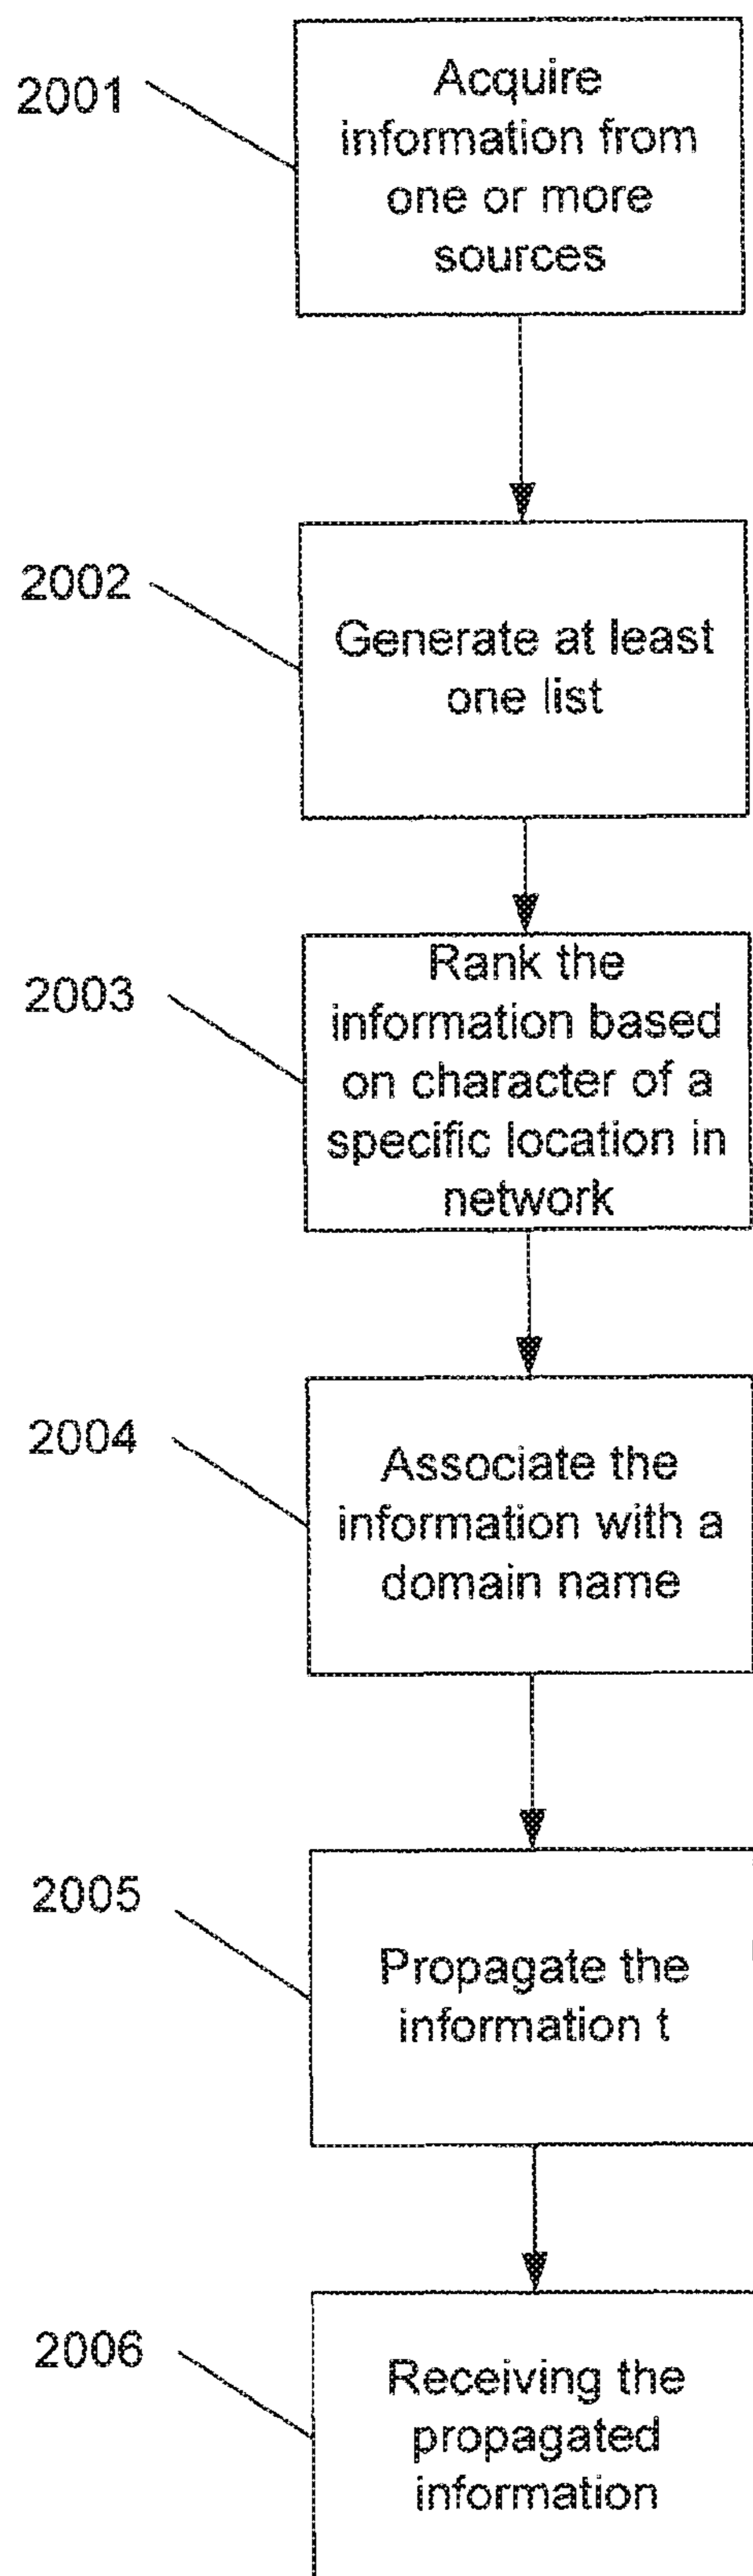 2001
Acquire
information from
one or more
sources
2002
Generate at least
one list
2003
Rank the
information based
on character of a
specific location in
network
2004
Associate the
information with a
domain name
2005
Propagate the
information t
2006
Receiving the
propagated
information